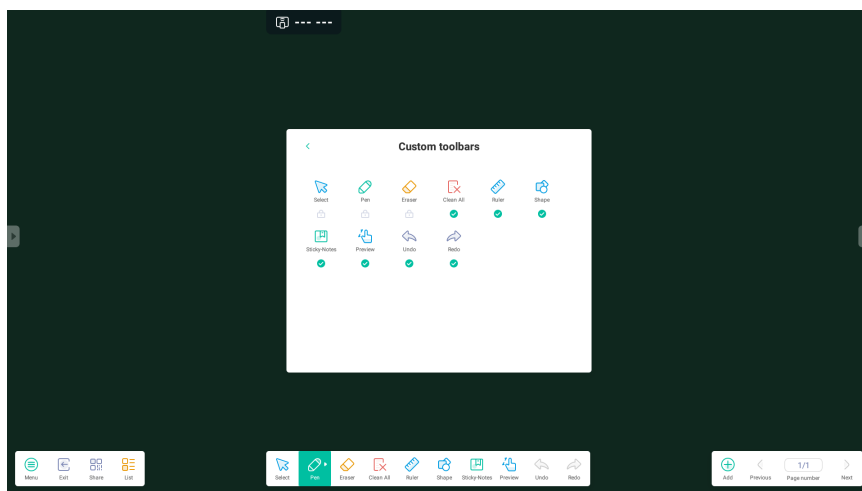 --- ---
Custom toolbars
Select Pen Eraser Clean All Ruler Shape
Sticky-Notes Preview Undo Redo
Menu Exit Share List
Select Pen Eraser Clean All Ruler Shape Sticky-Notes Preview Undo Redo
1/1
Add Previous Page number Next